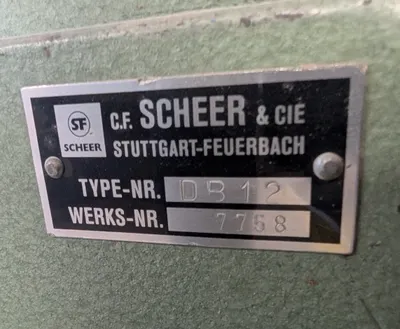 C.F. SCHEER & CIE
SF
SCHEER
STUTTGART-FEUERBACH
TYPE-NR. DB12
WERKS-NR. 7758